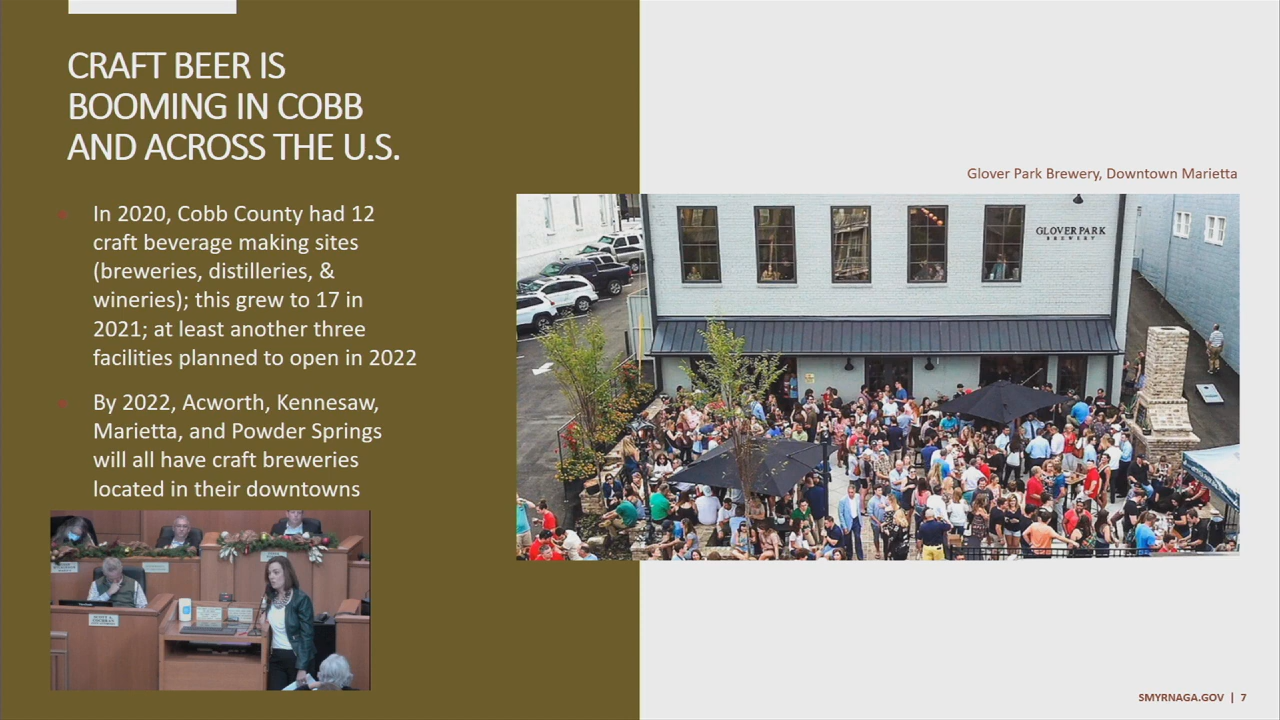 CRAFT BEER IS
BOOMING IN COBB
AND ACROSS THE U.S.
In 2020, Cobb County had 12
craft beverage making sites
(breweries, distilleries, &
wineries); this grew to 17 in
2021; at least another three
facilities planned to open in 2022
By 2022, Acworth, Kennesaw,
Marietta, and Powder Springs
will all have craft breweries
located in their downtowns
Glover Park Brewery, Downtown Marietta
GLOVER PARK
BREWERY
SCOTT A.
COCHRAN
SMYRNAGA.GOV | 7